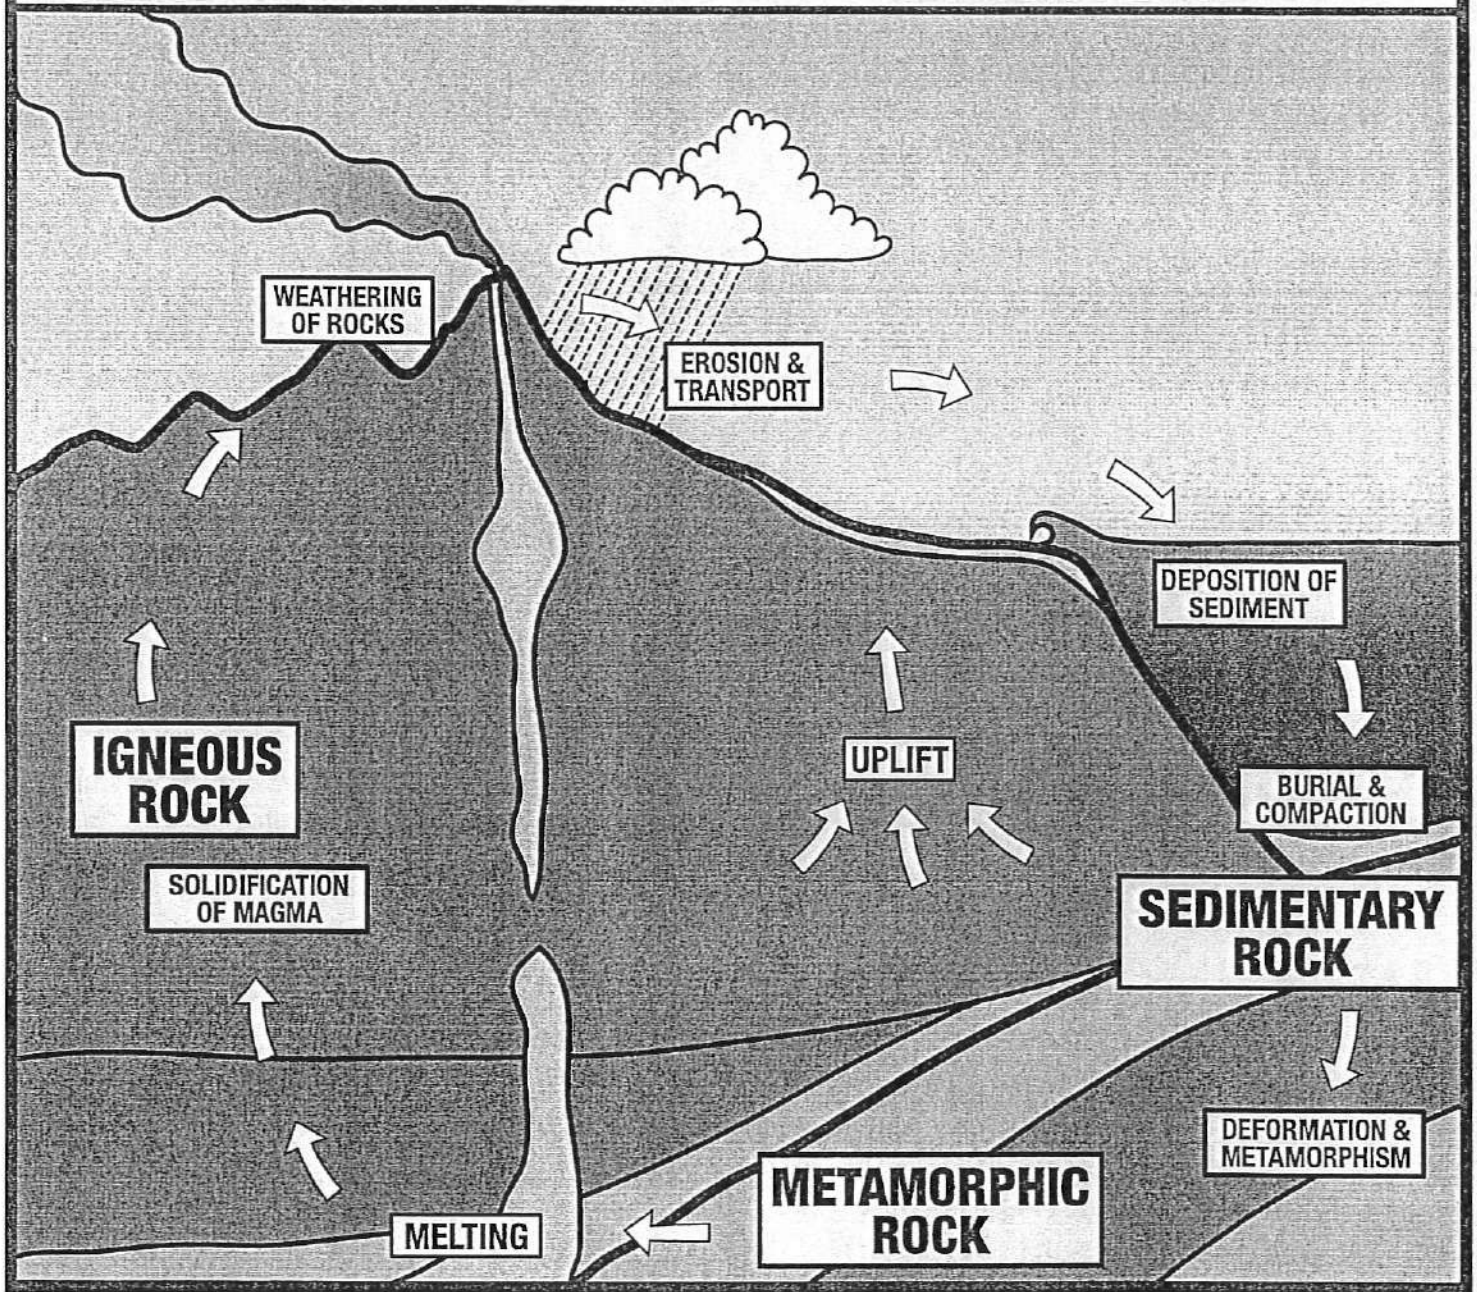 WEATHERING
OF ROCKS
EROSION &
TRANSPORT
DEPOSITION OF
SEDIMENT
IGNEOUS
ROCK
UPLIFT
BURIAL &
COMPACTION
SOLIDIFICATION
OF MAGMA
SEDIMENTARY
ROCK
DEFORMATION &
METAMORPHISM
METAMORPHIC
ROCK
MELTING